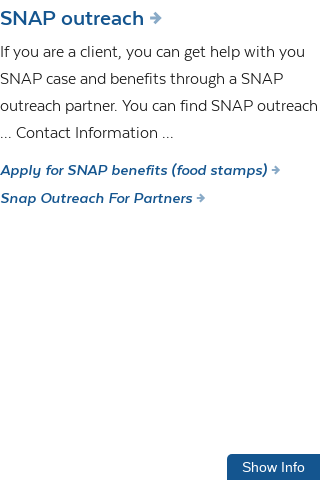 SNAP outreach
If you are a client, you can get help with you
SNAP case and benefits through a SNAP
outreach partner. You can find SNAP outreach
... Contact Information ...
Apply for SNAP benefits (food stamps)
Snap Outreach For Partners
Show Info